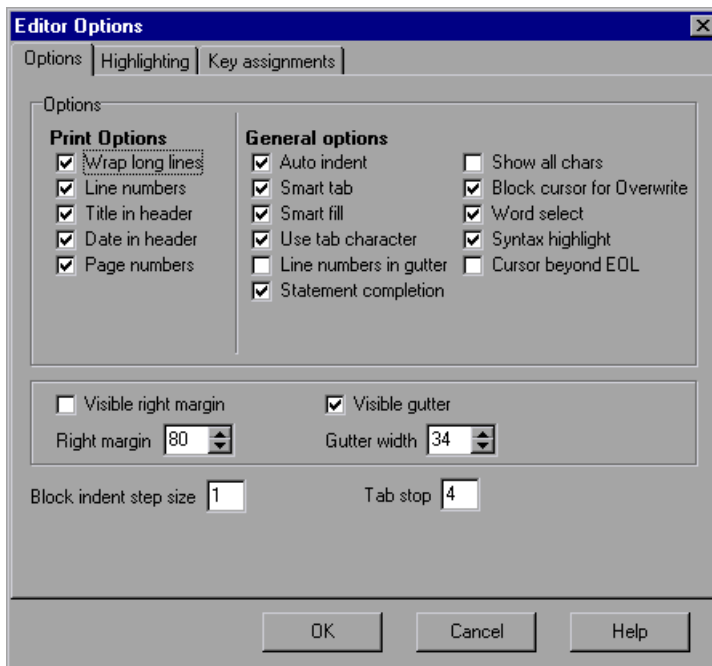 Editor Options
Options Highlighting Key assignments
Options
Print Options
Wrap long lines
Line numbers
Title in header
Date in header
Page numbers
General options
Auto indent
Smart tab
Smart fill
Use tab character
Line numbers in gutter
Statement completion
Show all chars
Block cursor for Overwrite
Word select
Syntax highlight
Cursor beyond EOL
Visible right margin
Right margin 80
Visible gutter
Gutter width 34
Block indent step size 1
Tab stop 4
OK Cancel Help